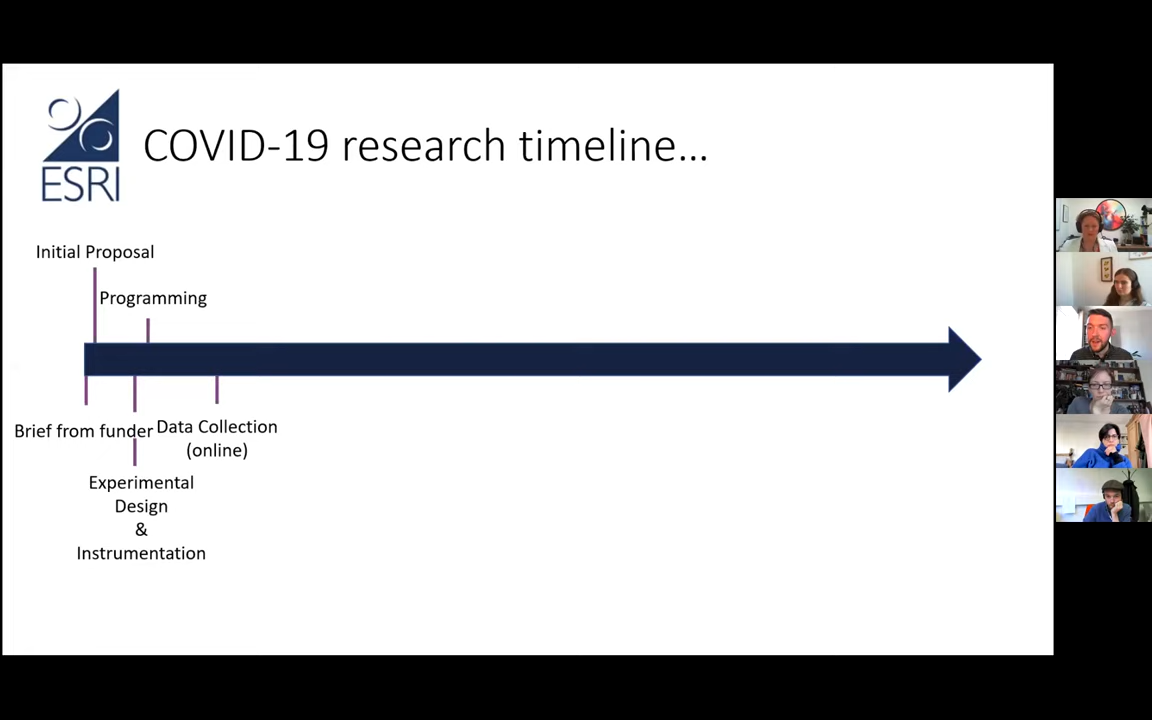 ESRI
COVID-19 research timeline...
Initial Proposal
Programming
Brief from funder
Data Collection
(online)
Experimental
Design
&
Instrumentation